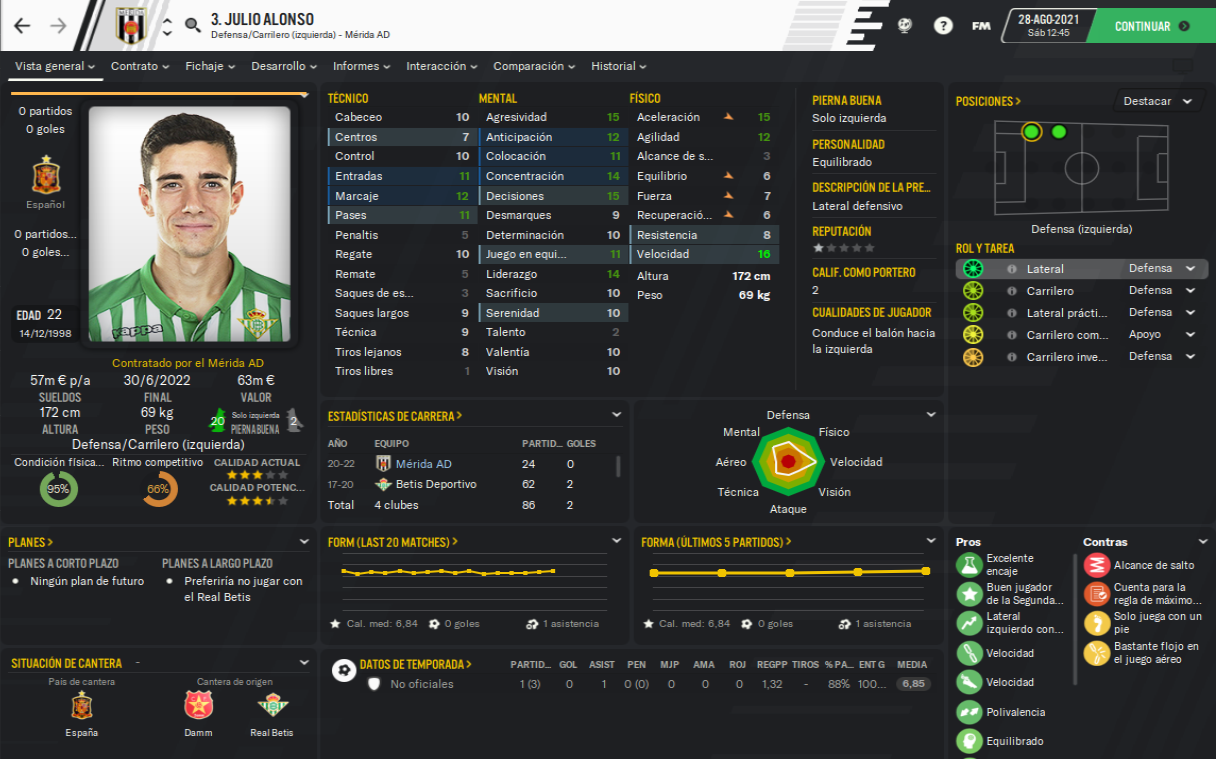 3. JULIO ALONSO
Defensa/Carrilero (izquierda) - Mérida AD
?
FM
28-AGO-2021
Sáb 12:45
CONTINUAR
Vista general
Contrato
Fichaje
Desarrollo
Informes
Interacción
Comparación
Historial
0 partidos
0 goles
Español
0 partidos...
0 goles...
EDAD 22
14/12/1998
kappa
Contratado por el Mérida AD
57m € p/a
SUELDOS
30/6/2022
FINAL
63m €
VALOR
172 cm
ALTURA
69 kg
PESO
20
Solo izquierda
PIERNA BUENA
2
Defensa/Carrilero (izquierda)
Condición física...
95%
Ritmo competitivo
66%
CALIDAD ACTUAL
CALIDAD POTENC...
TÉCNICO
Cabeceo 10
Centros 7
Control 10
Entradas 11
Marcaje 12
Pases 11
Penaltis 5
Regate 10
Remate 5
Saques de es... 3
Saques largos 9
Técnica 9
Tiros lejanos 8
Tiros libres 1
MENTAL
Agresividad 15
Anticipación 12
Colocación 11
Concentración 14
Decisiones 15
Desmarques 9
Determinación 10
Juego en equi... 11
Liderazgo 14
Sacrificio 10
Serenidad 10
Talento 2
Valentía 10
Visión 10
FÍSICO
Aceleración 15
Agilidad 12
Alcance de s... 3
Equilibrio 6
Fuerza 7
Recuperació... 6
Resistencia 8
Velocidad 16
Altura 172 cm
Peso 69 kg
PIERNA BUENA
Solo izquierda
PERSONALIDAD
Equilibrado
DESCRIPCIÓN DE LA PRE...
Lateral defensivo
REPUTACIÓN
CALIF. COMO PORTERO
2
CUALIDADES DE JUGADOR
Conduce el balón hacia
la izquierda
POSICIONES >
Destacar
Defensa (izquierda)
ROL Y TAREA
Lateral Defensa
Carrilero Defensa
Lateral prácti... Defensa
Carrilero com... Apoyo
Carrilero inve... Defensa
ESTADÍSTICAS DE CARRERA >
AÑO EQUIPO PARTID... GOLES
20-22 Mérida AD 24 0
17-20 Betis Deportivo 62 2
Total 4 clubes 86 2
Defensa
Mental
Físico
Aéreo
Velocidad
Técnica
Visión
Ataque
PLANES >
PLANES A CORTO PLAZO
Ningún plan de futuro
PLANES A LARGO PLAZO
Preferiría no jugar con
el Real Betis
FORM (LAST 20 MATCHES) >
Cal. med: 6,84 0 goles 1 asistencia
FORMA (ÚLTIMOS 5 PARTIDOS) >
Cal. med: 6,84 0 goles 1 asistencia
Pros
Excelente
encaje
Buen jugador
de la Segunda...
Lateral
izquierdo con...
Velocidad
Velocidad
Polivalencia
Equilibrado
Contras
Alcance de salto
Cuenta para la
regla de máximo...
Solo juega con un
pie
Bastante flojo en
el juego aéreo
SITUACIÓN DE CANTERA -
País de cantera
España
Cantera de origen
Damm
Real Betis
DATOS DE TEMPORADA > PARTID... GOL ASIST PEN MJP AMA ROJ REGPP TIROS % PA... ENT G MEDIA
No oficiales 1 (3) 0 1 0 (0) 0 0 0 1,32 - 88% 100... 6,85